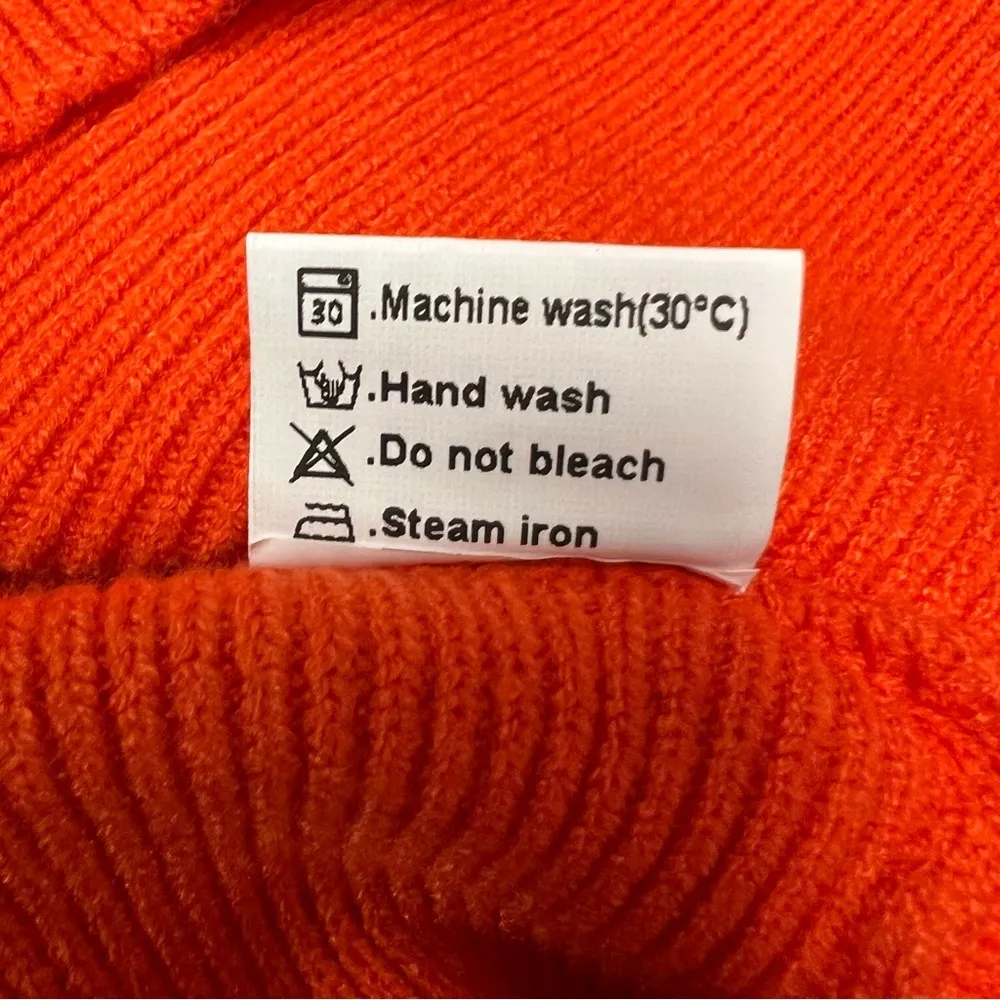 30 .Machine wash(30°C)
.Hand wash
.Do not bleach
.Steam iron